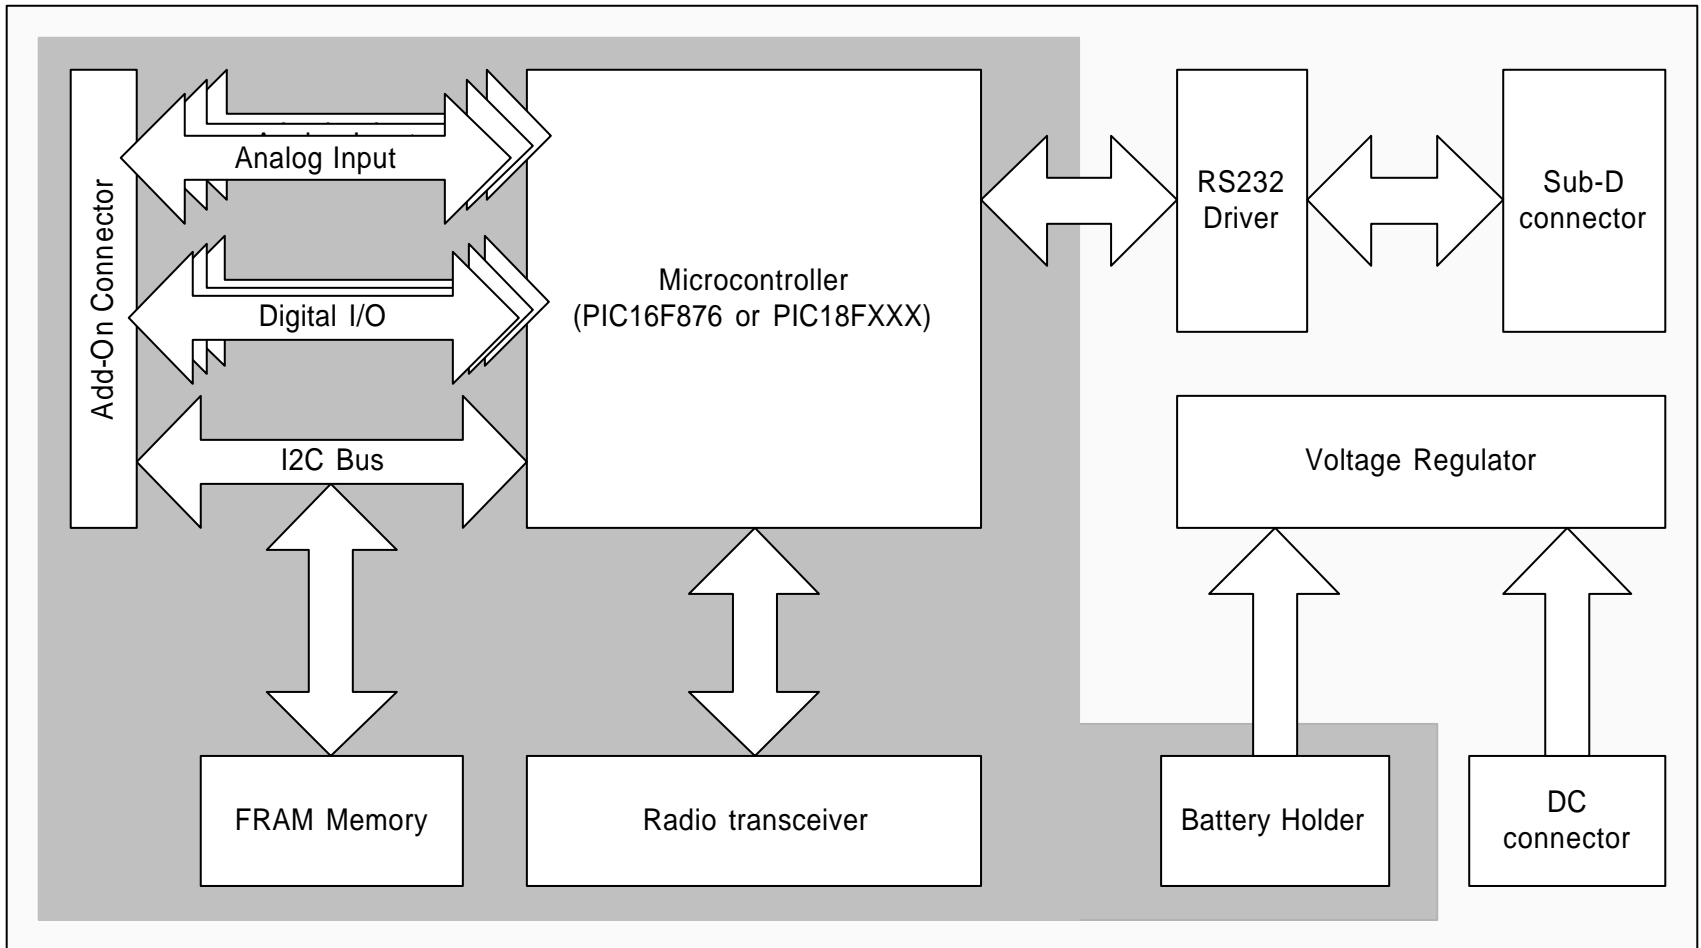 Add-On Connector
Analog Input
Digital I/O
I2C Bus
Microcontroller
(PIC16F876 or PIC18FXXX)
RS232
Driver
Sub-D
connector
Voltage Regulator
FRAM Memory
Radio transceiver
Battery Holder
DC
connector